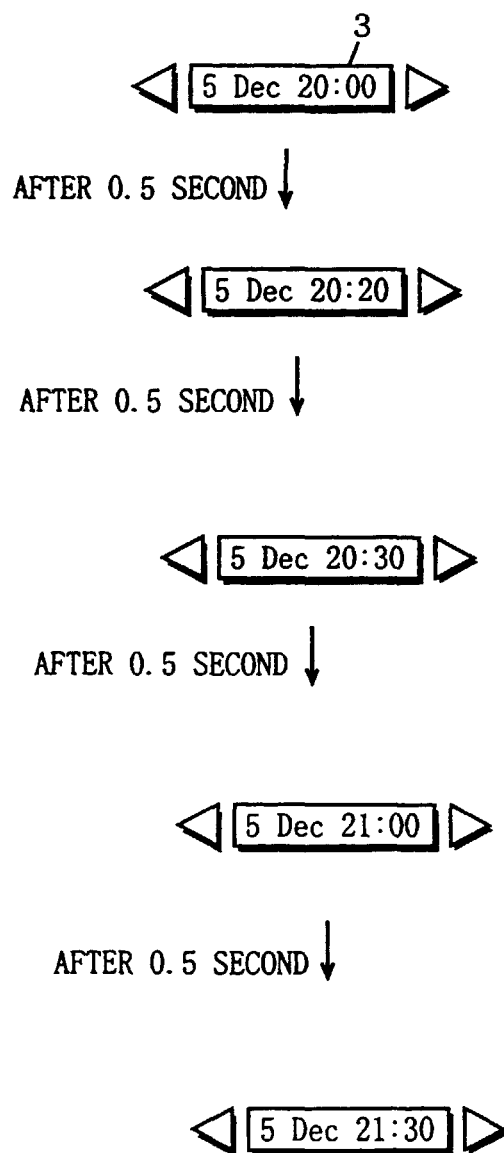 3
5 Dec 20:00
AFTER 0.5 SECOND
5 Dec 20:20
AFTER 0.5 SECOND
5 Dec 20:30
AFTER 0.5 SECOND
5 Dec 21:00
AFTER 0.5 SECOND
5 Dec 21:30